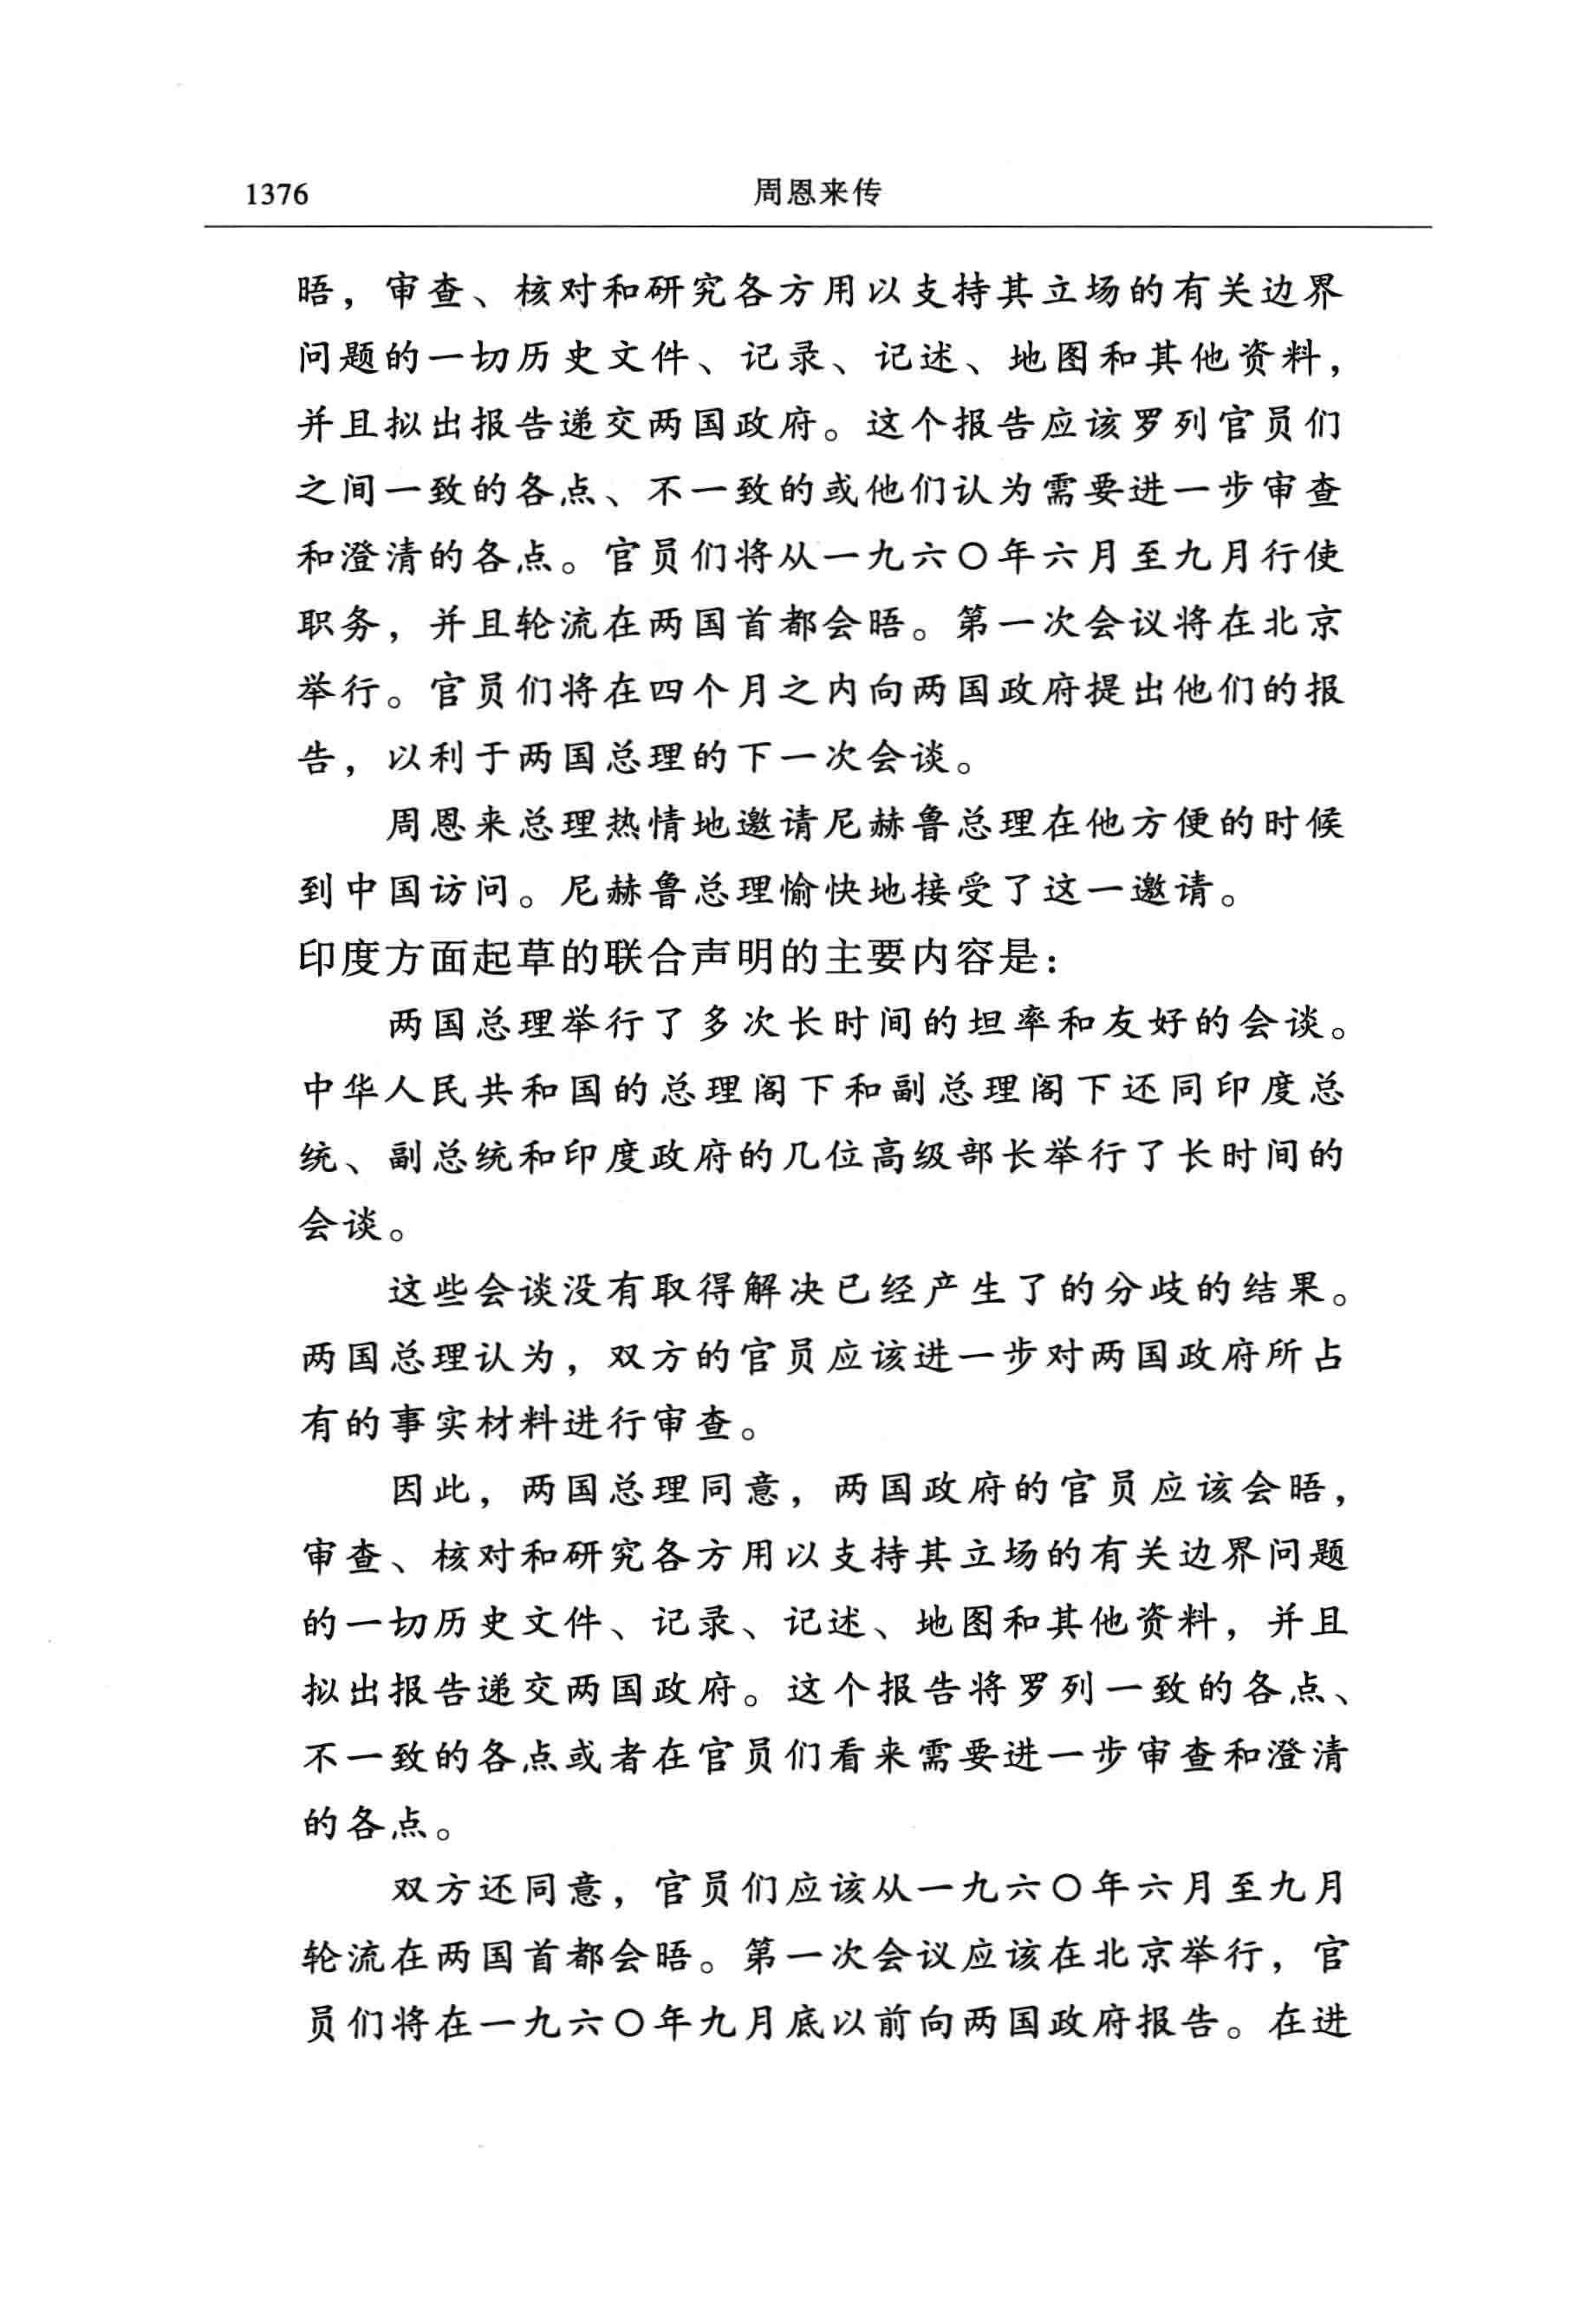 1376 周恩来传
晤，审查、核对和研究各方用以支持其立场的有关边界
问题的一切历史文件、记录、记述、地图和其他资料，
并且拟出报告递交两国政府。这个报告应该罗列官员们
之间一致的各点、不一致的或他们认为需要进一步审查
和澄清的各点。官员们将从一九六〇年六月至九月行使
职务，并且轮流在两国首都会晤。第一次会议将在北京
举行。官员们将在四个月之内向两国政府提出他们的报
告，以利于两国总理的下一次会谈。
周恩来总理热情地邀请尼赫鲁总理在他方便的时候
到中国访问。尼赫鲁总理愉快地接受了这一邀请。
印度方面起草的联合声明的主要内容是：
两国总理举行了多次长时间的坦率和友好的会谈。
中华人民共和国的总理阁下和副总理阁下还同印度总
统、副总统和印度政府的几位高级部长举行了长时间的
会谈。
这些会谈没有取得解决已经产生了的分歧的结果。
两国总理认为，双方的官员应该进一步对两国政府所占
有的事实材料进行审查。
因此，两国总理同意，两国政府的官员应该会晤，
审查、核对和研究各方用以支持其立场的有关边界问题
的一切历史文件、记录、记述、地图和其他资料，并且
拟出报告递交两国政府。这个报告将罗列一致的各点、
不一致的各点或者在官员们看来需要进一步审查和澄清
的各点。
双方还同意，官员们应该从一九六〇年六月至九月
轮流在两国首都会晤。第一次会议应该在北京举行，官
员们将在一九六〇年九月底以前向两国政府报告。在进